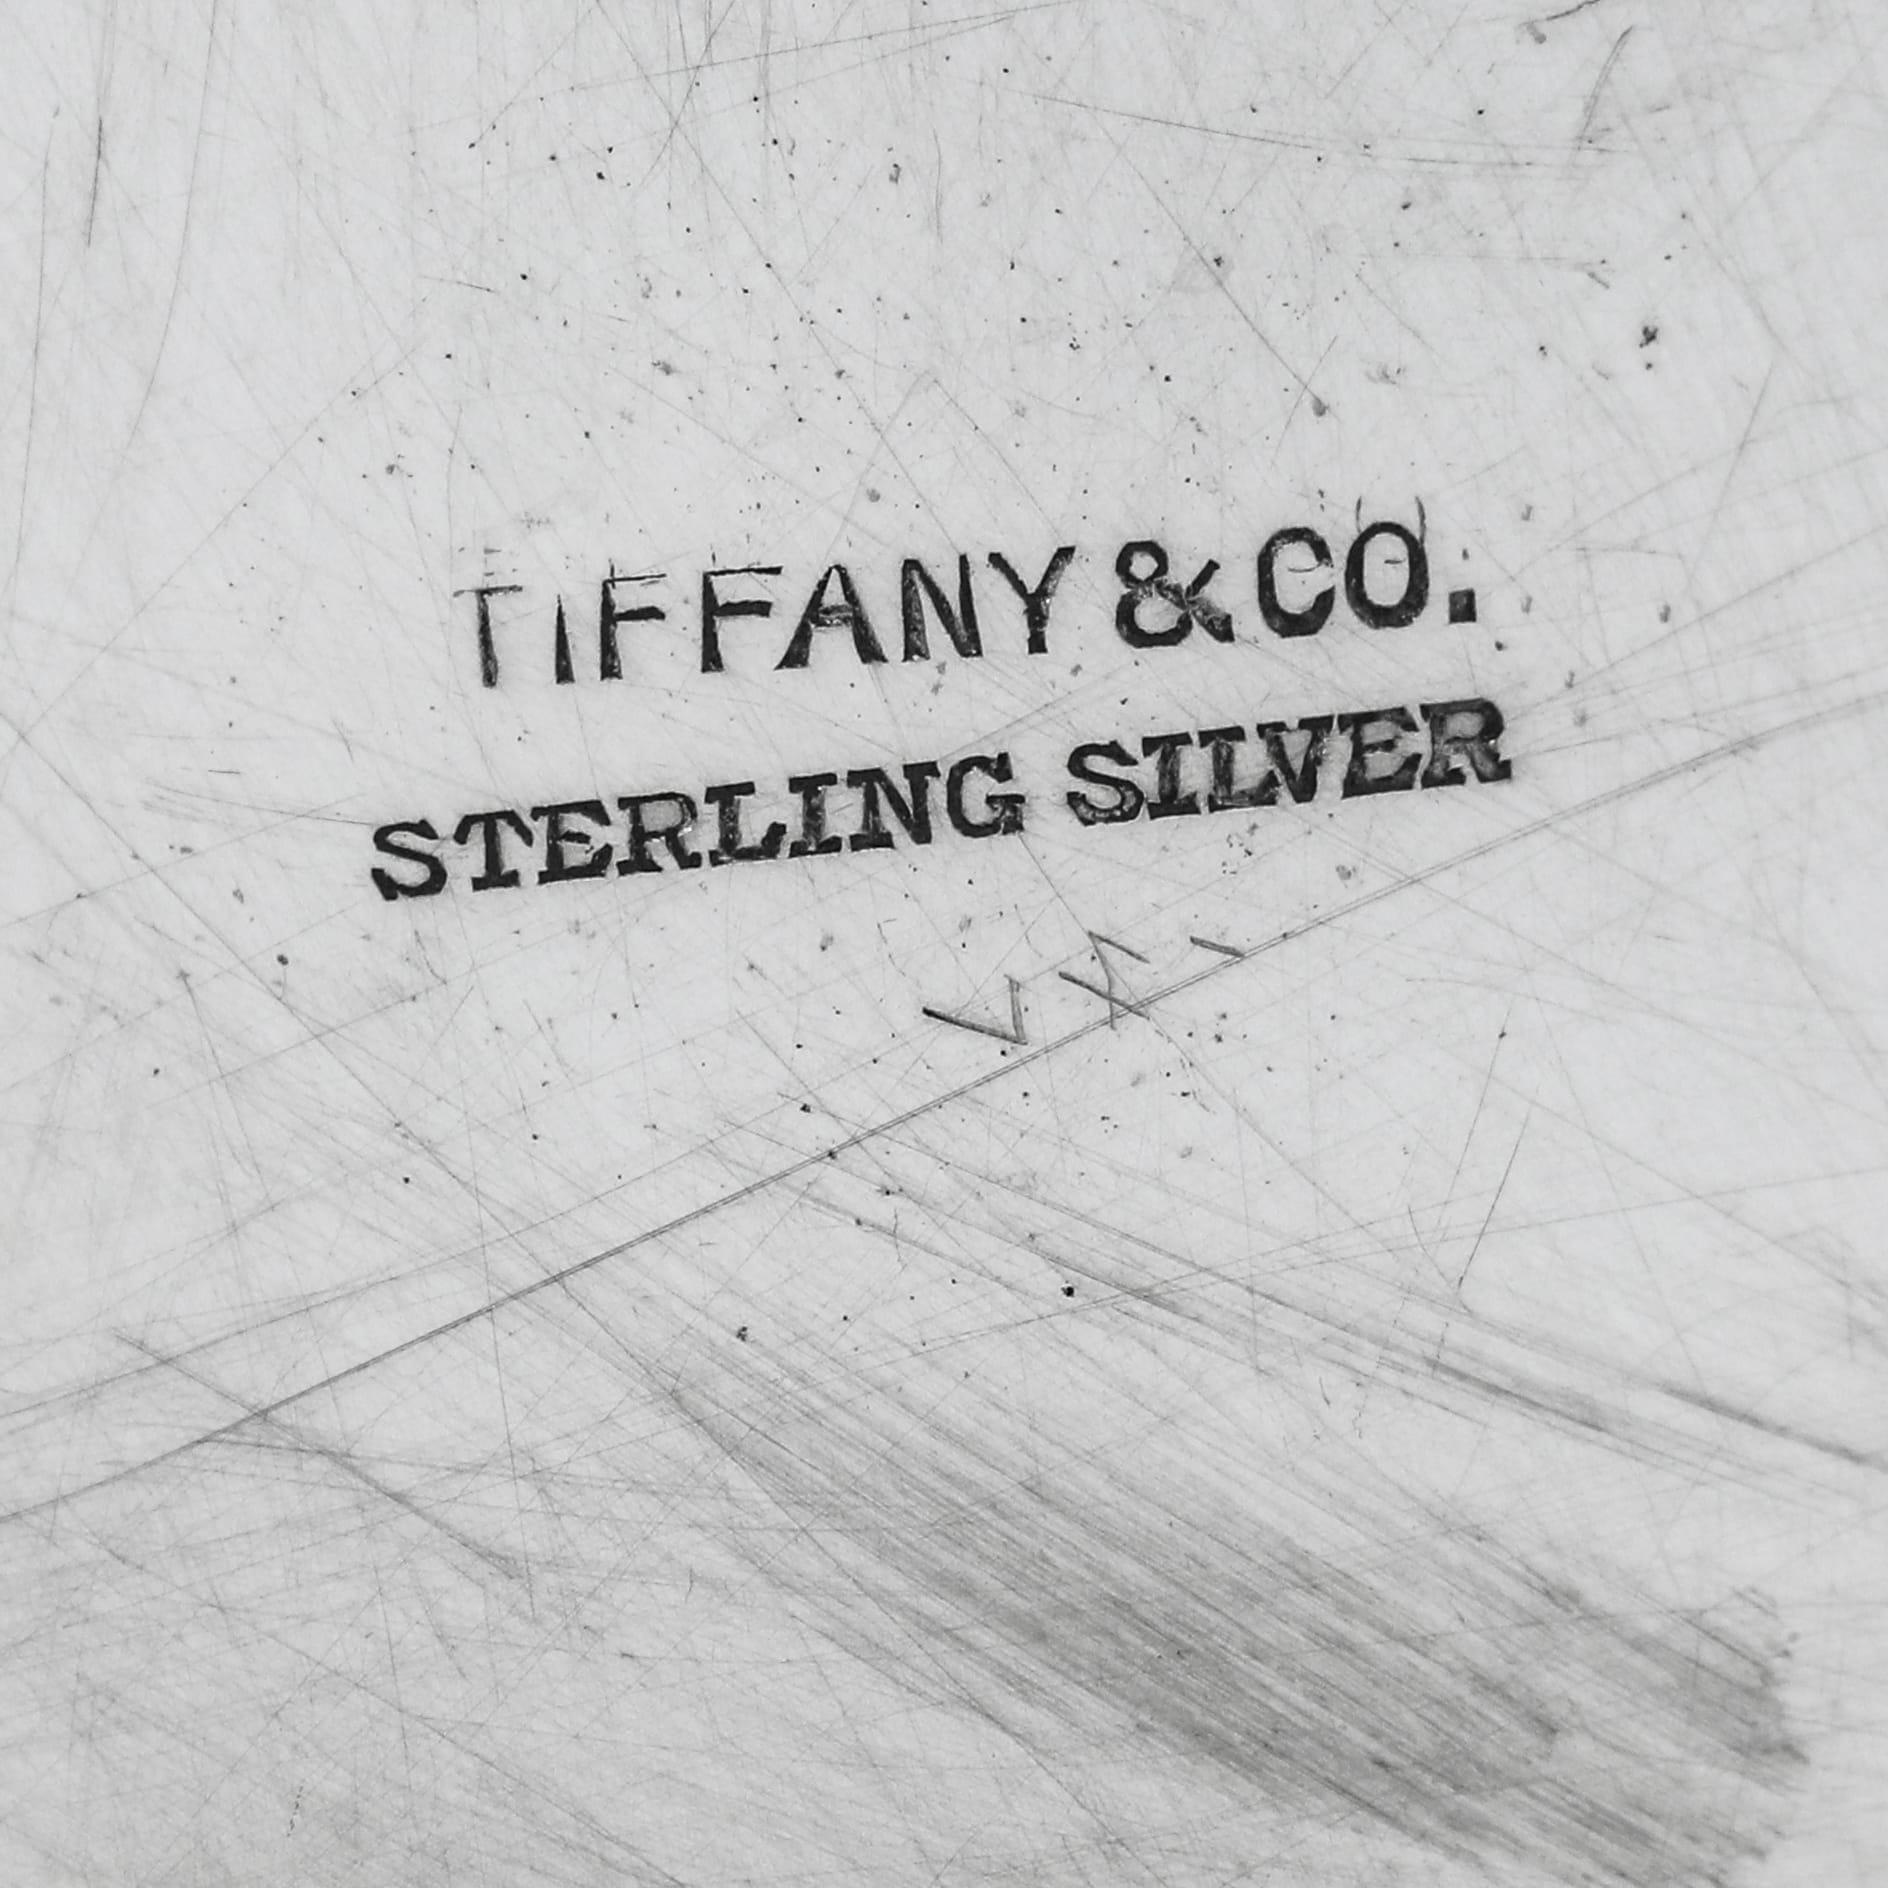 TIFFANY & CO.
STERLING SILVER